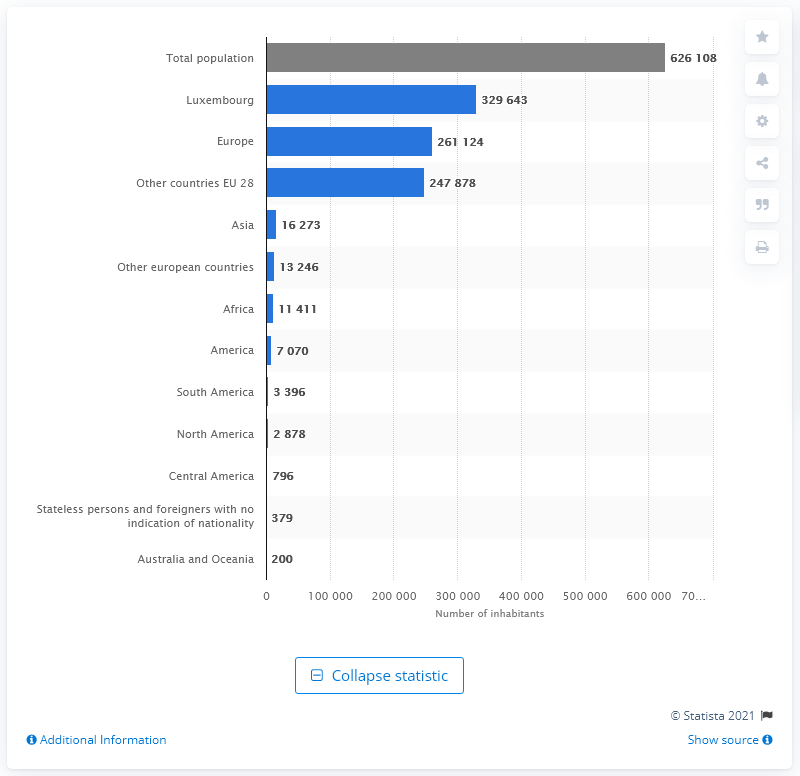 Total population 626 108
Luxembourg 329 643
Europe 261 124
Other countries EU 28 247 878
Asia 16 273
Other european countries 13 246
Africa 11 411
America 7 070
South America 3 396
North America 2 878
Central America 796
Stateless persons and foreigners with no
indication of nationality 379
Australia and Oceania 200
0 100 000 200 000 300 000 400 000 500 000 600 000 70...
Number of inhabitants
Collapse statistic
© Statista 2021
Additional Information Show source